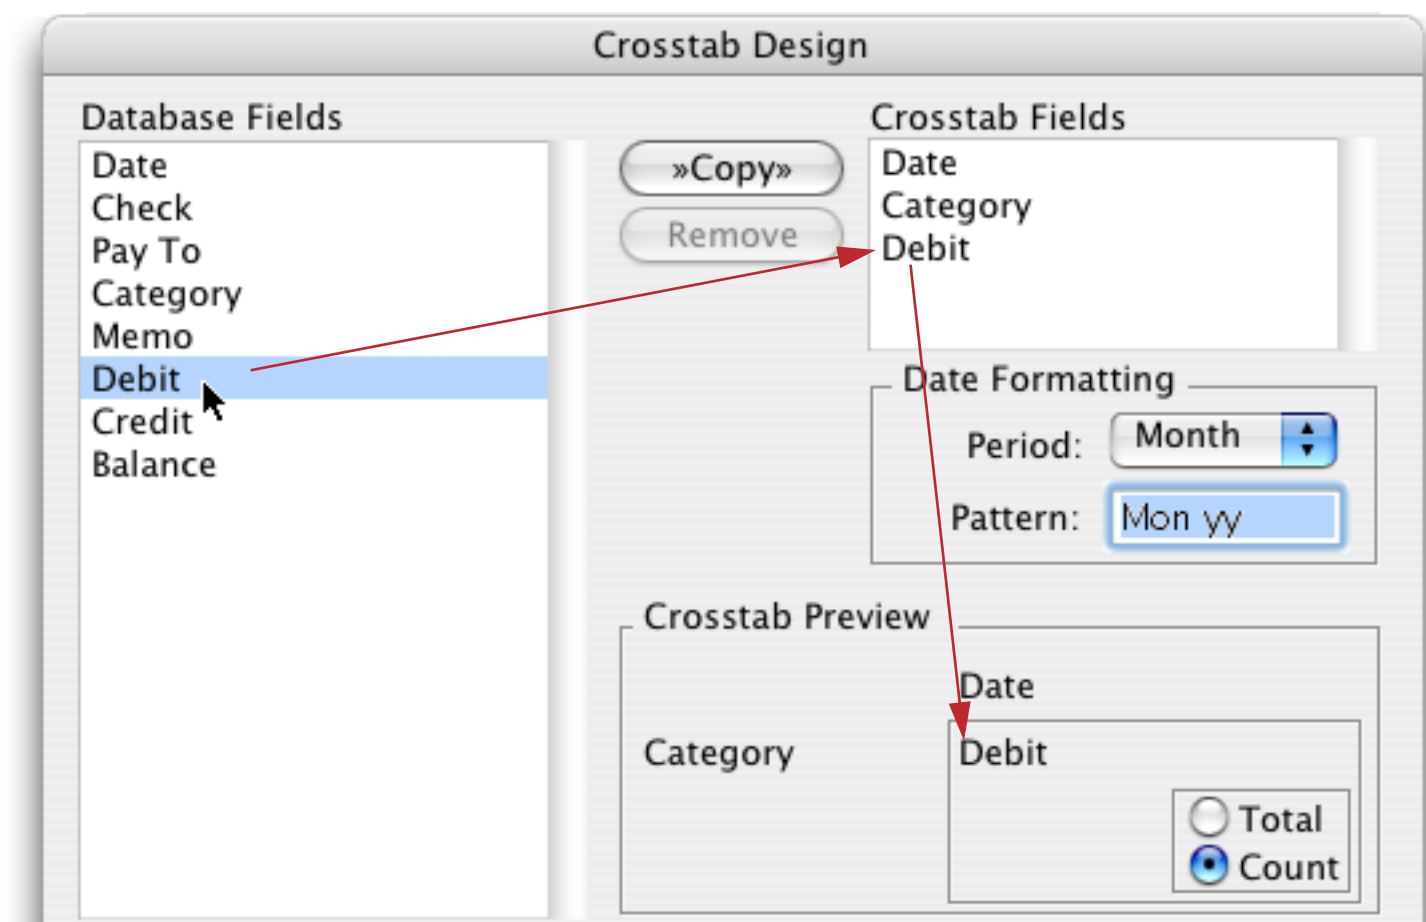 Crosstab Design
Database Fields
Date
Check
Pay To
Category
Memo
Debit
Credit
Balance
»Copy»
Remove
Crosstab Fields
Date
Category
Debit
Date Formatting
Period: Month
Pattern: Mon yy
Crosstab Preview
Date
Category Debit
Total
Count